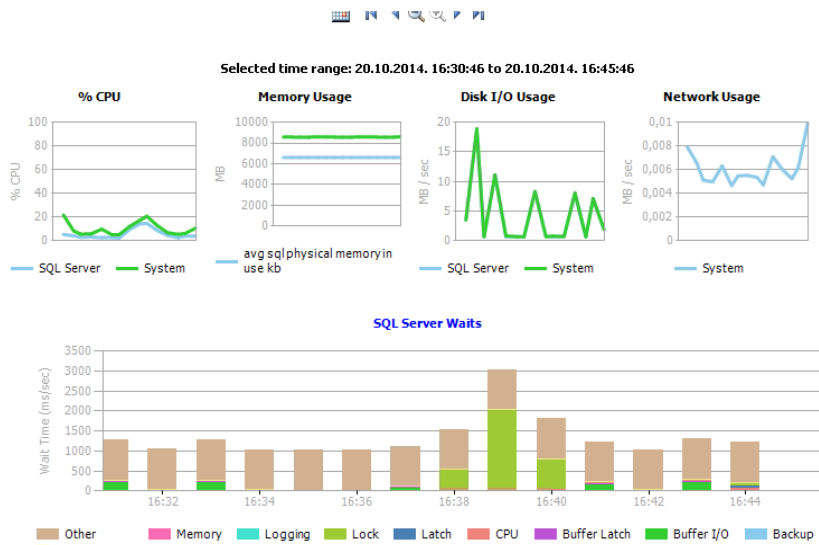 Selected time range: 20.10.2014. 16:30:46 to 20.10.2014. 16:45:46
% CPU
Memory Usage
Disk I/O Usage
Network Usage
100
80
60
40
20
0
% CPU
10000
8000
6000
4000
2000
0
MB
20
15
10
5
0
MB / sec
0,01
0,008
0,006
0,004
0,002
0
MB / sec
SQL Server
System
avg sql physical memory in
use kb
SQL Server
System
System
SQL Server Waits
3500
3000
2500
2000
1500
1000
500
0
Wait Time (ms/sec)
16:32
16:34
16:36
16:38
16:40
16:42
16:44
Other
Memory
Logging
Lock
Latch
CPU
Buffer Latch
Buffer I/O
Backup